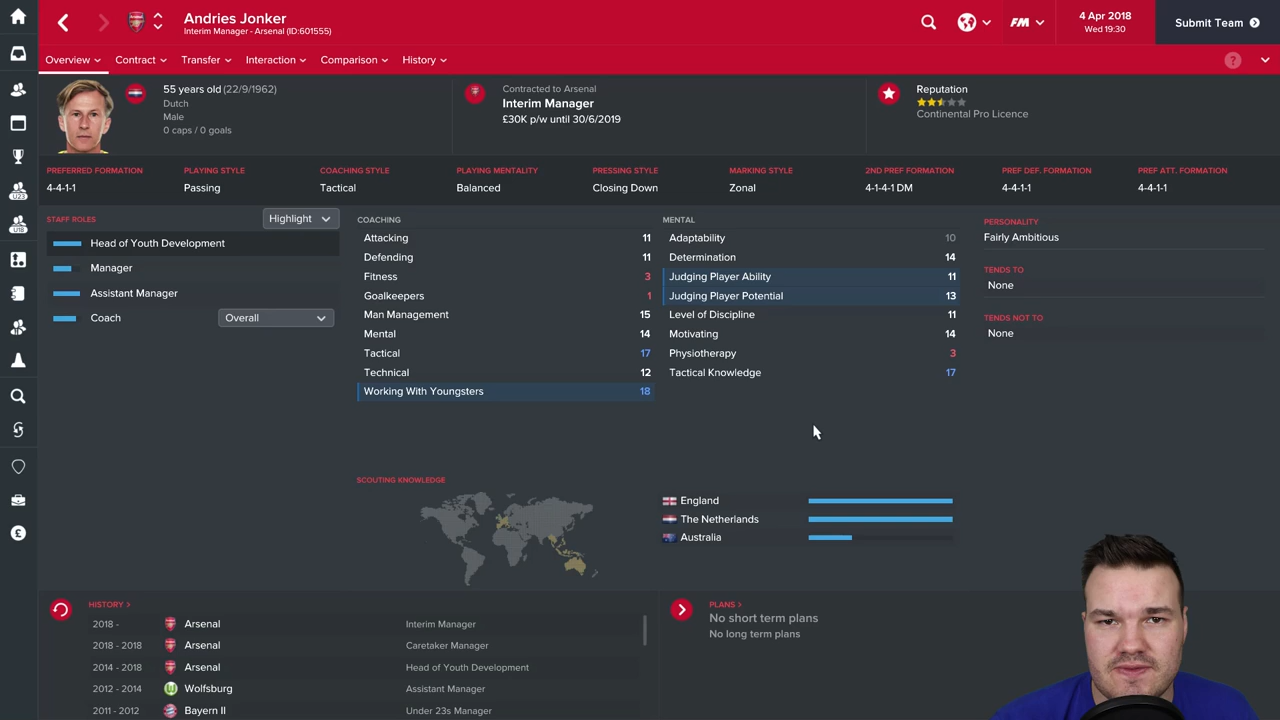 Andries Jonker
Interim Manager - Arsenal (ID:601555)
FM
4 Apr 2018
Wed 19:30
Submit Team
Overview
Contract
Transfer
Interaction
Comparison
History
?
55 years old (22/9/1962)
Dutch
Male
0 caps / 0 goals
Contracted to Arsenal
Interim Manager
£30K p/w until 30/6/2019
Reputation
Continental Pro Licence
PREFERRED FORMATION
4-4-1-1
PLAYING STYLE
Passing
COACHING STYLE
Tactical
PLAYING MENTALITY
Balanced
PRESSING STYLE
Closing Down
MARKING STYLE
Zonal
2ND PREF FORMATION
4-1-4-1 DM
PREF DEF. FORMATION
4-4-1-1
PREF ATT. FORMATION
4-4-1-1
U23
U18
STAFF ROLES
Highlight
Head of Youth Development
Manager
Assistant Manager
Coach
Overall
COACHING
Attacking 11
Defending 11
Fitness 3
Goalkeepers 1
Man Management 15
Mental 14
Tactical 17
Technical 12
Working With Youngsters 18
MENTAL
Adaptability 10
Determination 14
Judging Player Ability 11
Judging Player Potential 13
Level of Discipline 11
Motivating 14
Physiotherapy 3
Tactical Knowledge 17
PERSONALITY
Fairly Ambitious
TENDS TO
None
TENDS NOT TO
None
SCOUTING KNOWLEDGE
England
The Netherlands
Australia
HISTORY >
2018 - Arsenal Interim Manager
2018 - 2018 Arsenal Caretaker Manager
2014 - 2018 Arsenal Head of Youth Development
2012 - 2014 Wolfsburg Assistant Manager
2011 - 2012 Bayern II Under 23s Manager
PLANS >
No short term plans
No long term plans